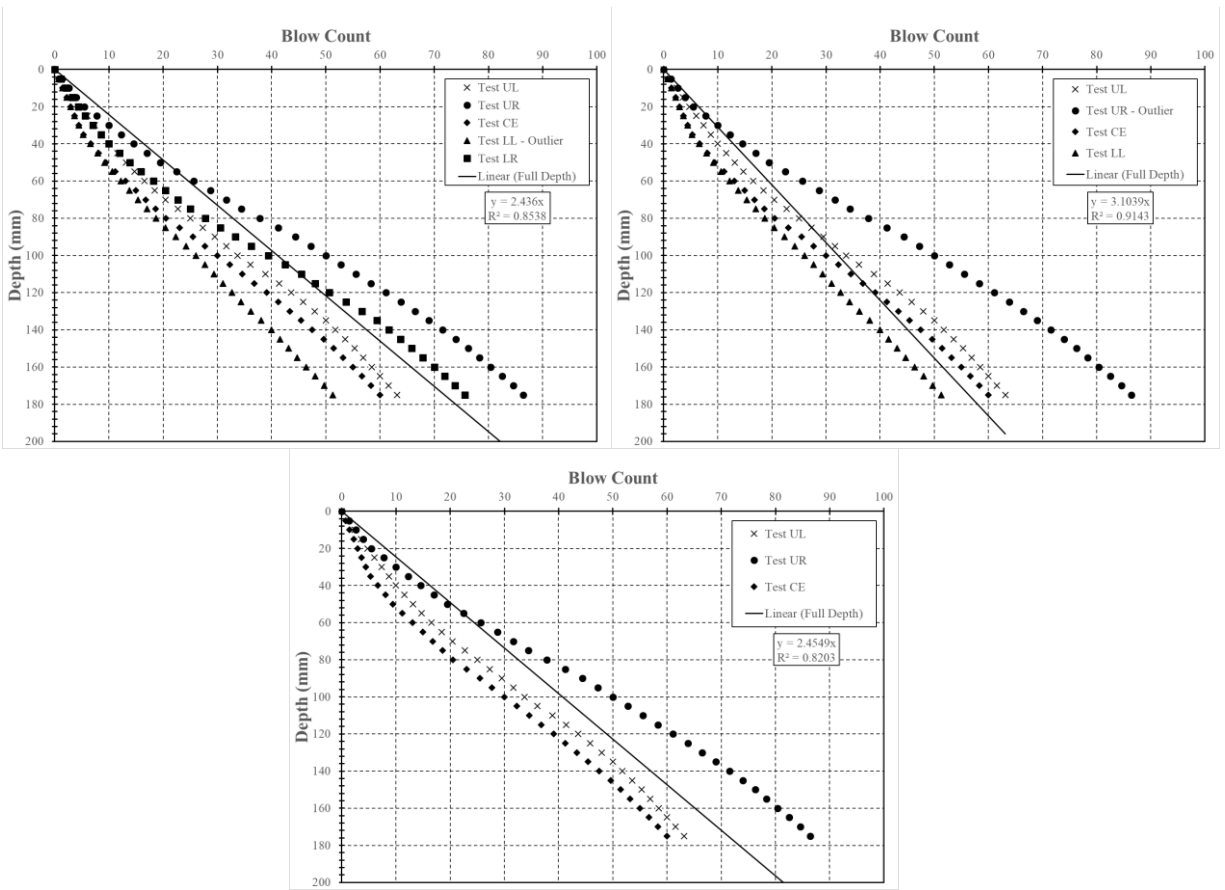 Blow Count
0 10 20 30 40 50 60 70 80 90 100
0
20
40
60
80
100
120
140
160
180
200
Depth (mm)
Test UL
Test UR
Test CE
Test LL - Outlier
Test LR
Linear (Full Depth)
y = 2.436x
R² = 0.8538
Blow Count
0 10 20 30 40 50 60 70 80 90 100
0
20
40
60
80
100
120
140
160
180
200
Depth (mm)
Test UL
Test UR - Outlier
Test CE
Test LL
Linear (Full Depth)
y = 3.1039x
R² = 0.9143
Blow Count
0 10 20 30 40 50 60 70 80 90 100
0
20
40
60
80
100
120
140
160
180
200
Depth (mm)
Test UL
Test UR
Test CE
Linear (Full Depth)
y = 2.4549x
R² = 0.8203